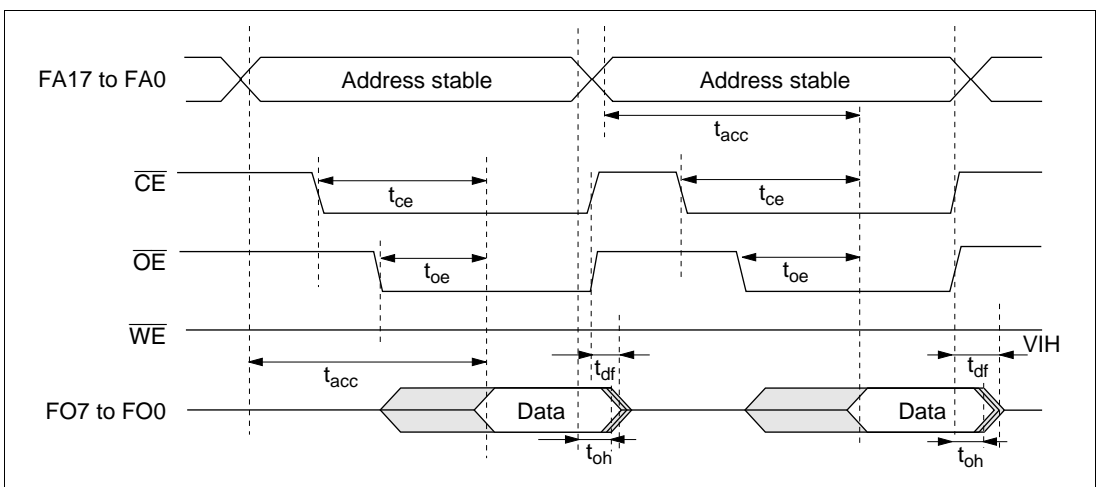 FA17 to FA0
Address stable
Address stable
tacc
CE
tce
tce
OE
toe
toe
WE
VIH
tacc
tdf
tdf
FO7 to FO0
Data
Data
toh
toh